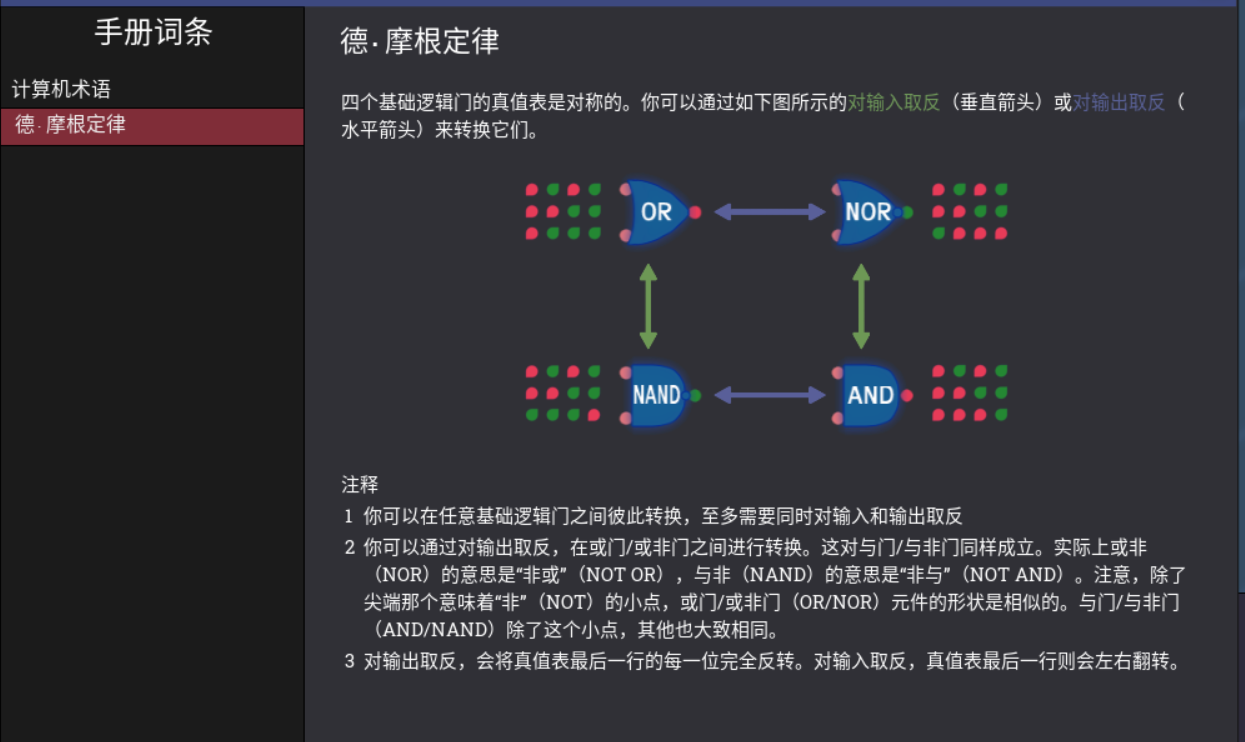 手册词条
计算机术语
德·摩根定律
德·摩根定律
四个基础逻辑门的真值表是对称的。你可以通过如下图所示的对输入取反（垂直箭头）或对输出取反（
水平箭头）来转换它们。
OR
NOR
NAND
AND
注释
1 你可以在任意基础逻辑门之间彼此转换，至多需要同时对输入和输出取反
2 你可以通过对输出取反，在或门/或非门之间进行转换。这对与门/与非门同样成立。实际上或非
（NOR）的意思是“非或”（NOT OR），与非（NAND）的意思是“非与”（NOT AND）。注意，除了
尖端那个意味着“非”（NOT）的小点，或门/或非门（OR/NOR）元件的形状是相似的。与门/与非门
（AND/NAND）除了这个小点，其他也大致相同。
3 对输出取反，会将真值表最后一行的每一位完全反转。对输入取反，真值表最后一行则会左右翻转。